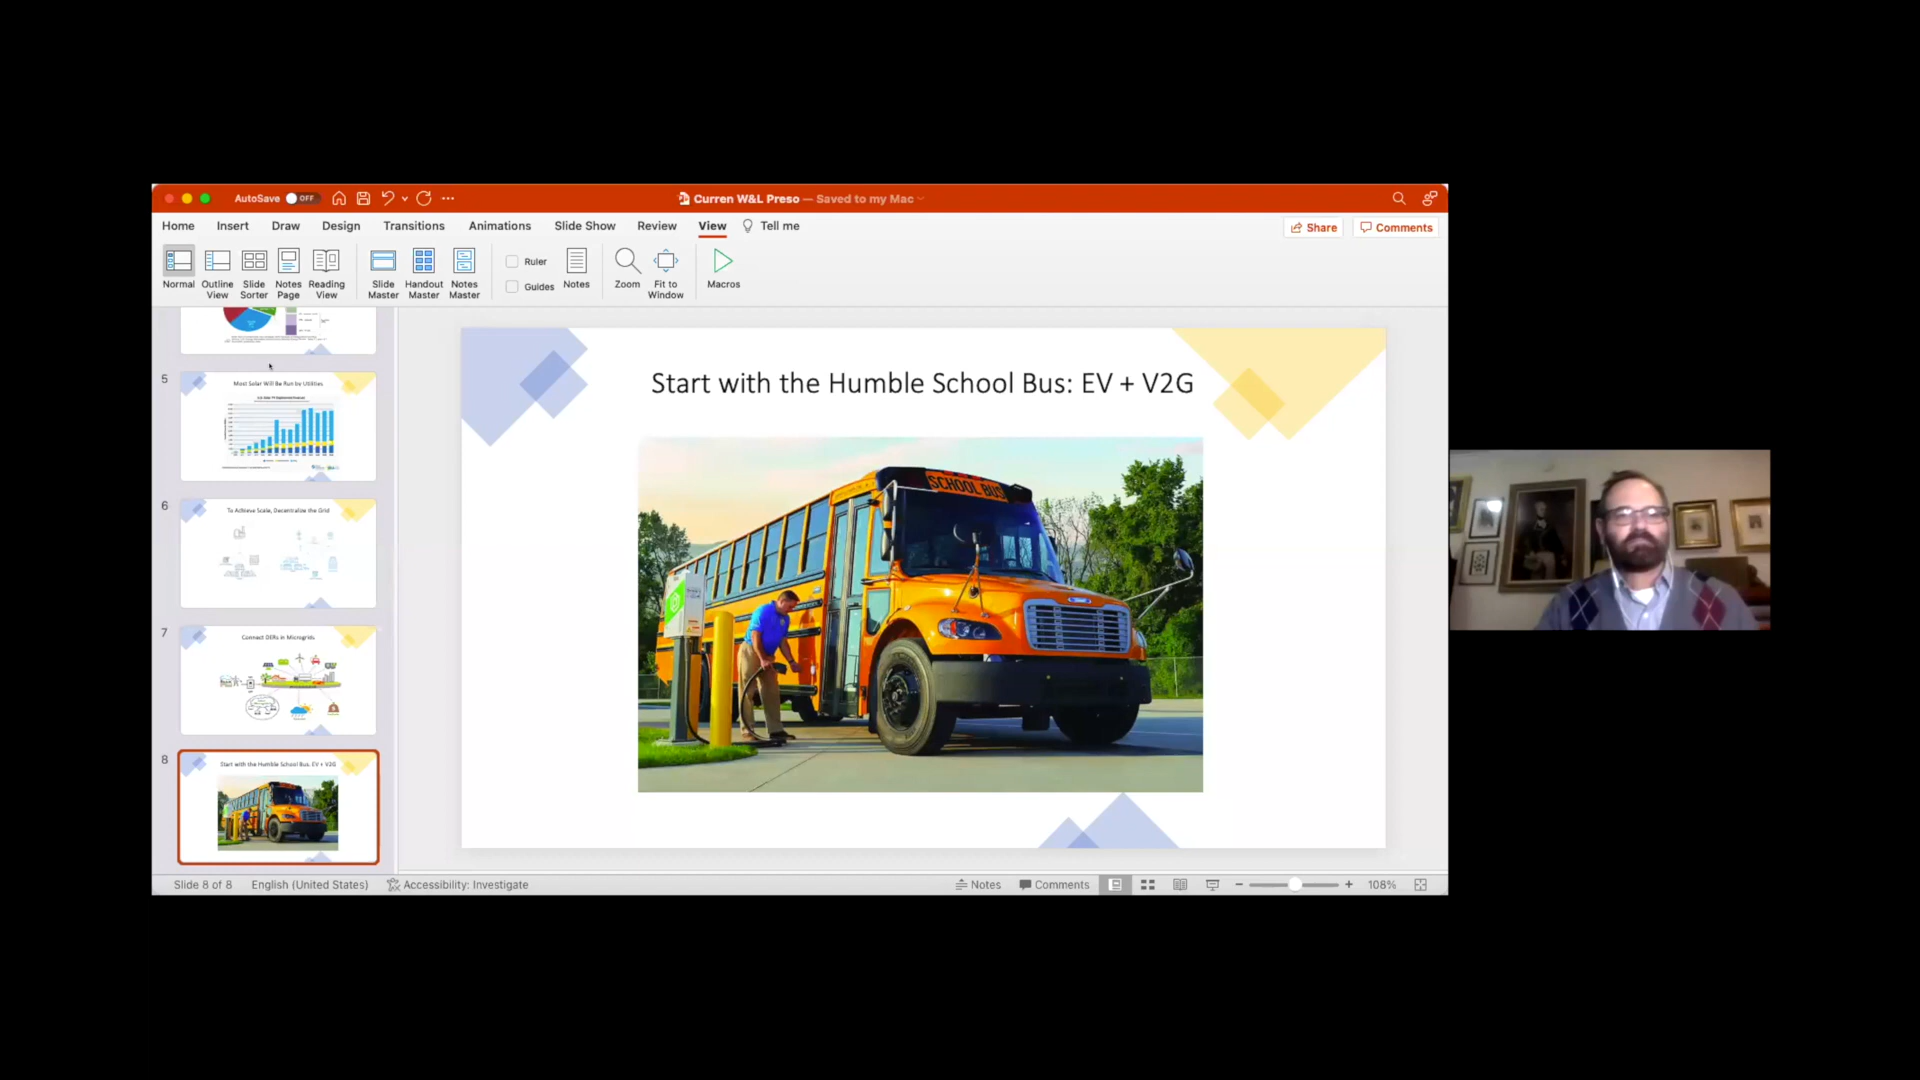 AutoSave OFF
Curren W&L Preso — Saved to my Mac
Home Insert Draw Design Transitions Animations Slide Show Review View Tell me
Share Comments
Normal
Outline View
Slide Sorter
Notes Page
Reading View
Slide Master
Handout Master
Notes Master
Ruler
Guides
Notes
Zoom
Fit to Window
Macros
5
Most Solar Will Be Run by Utilities
6
To Achieve Scale, Decentralize the Grid
7
Connect DERs in Microgrids
8
Start with the Humble School Bus: EV + V2G
Start with the Humble School Bus: EV + V2G
SCHOOL BUS
Slide 8 of 8 English (United States) Accessibility: Investigate
Notes Comments 108%